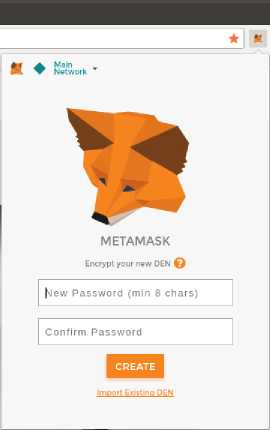 Main
Network
METAMASK
Encrypt your new DEN ?
New Password (min 8 chars)
Confirm Password
CREATE
Import Existing DEN